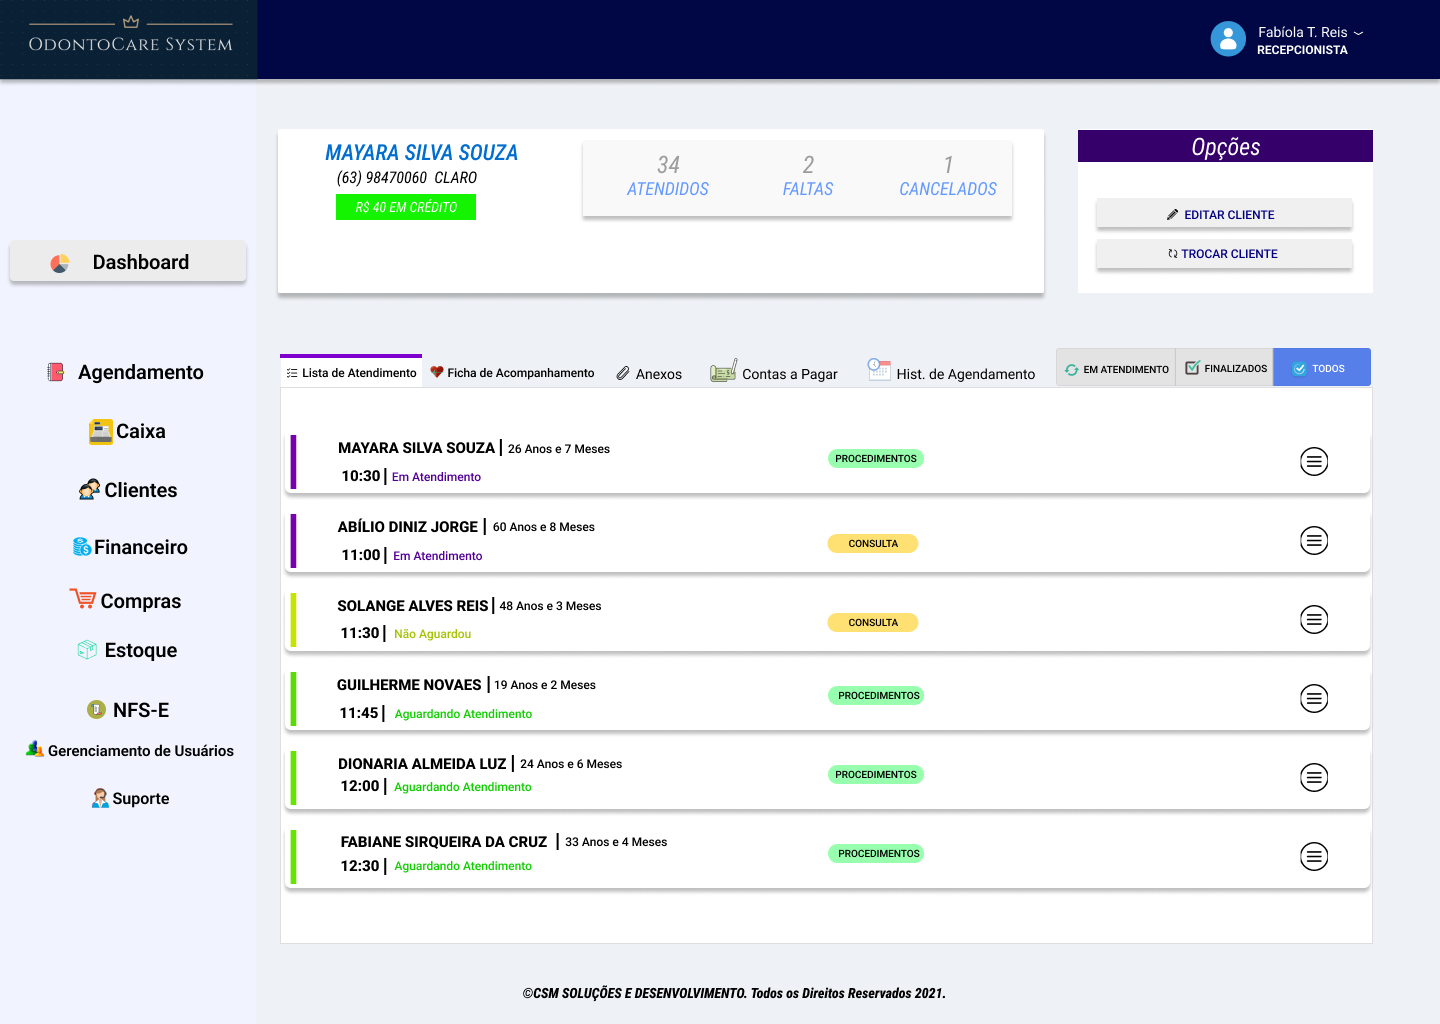 OdontoCare System
Fabíola T. Reis
RECEPCIONISTA
MAYARA SILVA SOUZA
(63) 98470060 CLARO
R$ 40 EM CRÉDITO
34
ATENDIDOS
2
FALTAS
1
CANCELADOS
Opções
EDITAR CLIENTE
TROCAR CLIENTE
Dashboard
Agendamento
Caixa
Clientes
Financeiro
Compras
Estoque
NFS-E
Gerenciamento de Usuários
Suporte
Lista de Atendimento
Ficha de Acompanhamento
Anexos
Contas a Pagar
Hist. de Agendamento
EM ATENDIMENTO
FINALIZADOS
TODOS
MAYARA SILVA SOUZA | 26 Anos e 7 Meses
10:30 | Em Atendimento
PROCEDIMENTOS
ABÍLIO DINIZ JORGE | 60 Anos e 8 Meses
11:00 | Em Atendimento
CONSULTA
SOLANGE ALVES REIS | 48 Anos e 3 Meses
11:30 | Não Aguardou
CONSULTA
GUILHERME NOVAES | 19 Anos e 2 Meses
11:45 | Aguardando Atendimento
PROCEDIMENTOS
DIONARIA ALMEIDA LUZ | 24 Anos e 6 Meses
12:00 | Aguardando Atendimento
PROCEDIMENTOS
FABIANE SIRQUEIRA DA CRUZ | 33 Anos e 4 Meses
12:30 | Aguardando Atendimento
PROCEDIMENTOS
©CSM SOLUÇÕES E DESENVOLVIMENTO. Todos os Direitos Reservados 2021.